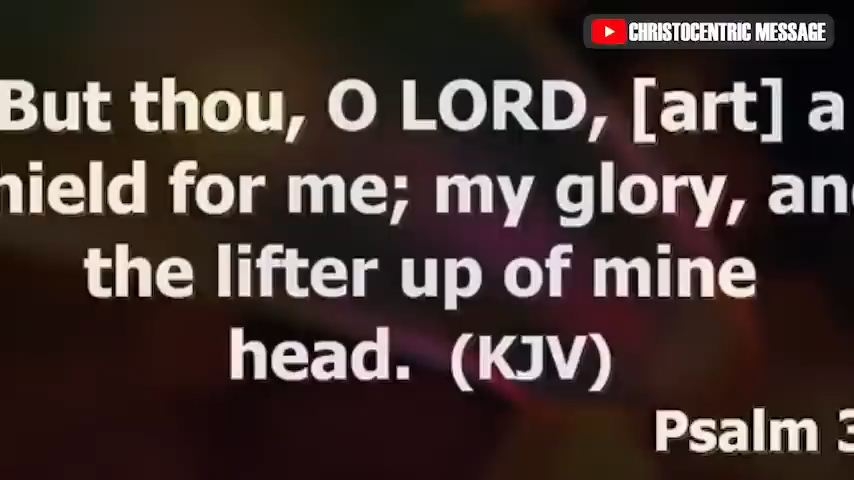 CHRISTOCENTRIC MESSAGE
But thou, O LORD, [art] a
hield for me; my glory, an
the lifter up of mine
head. (KJV)
Psalm 3